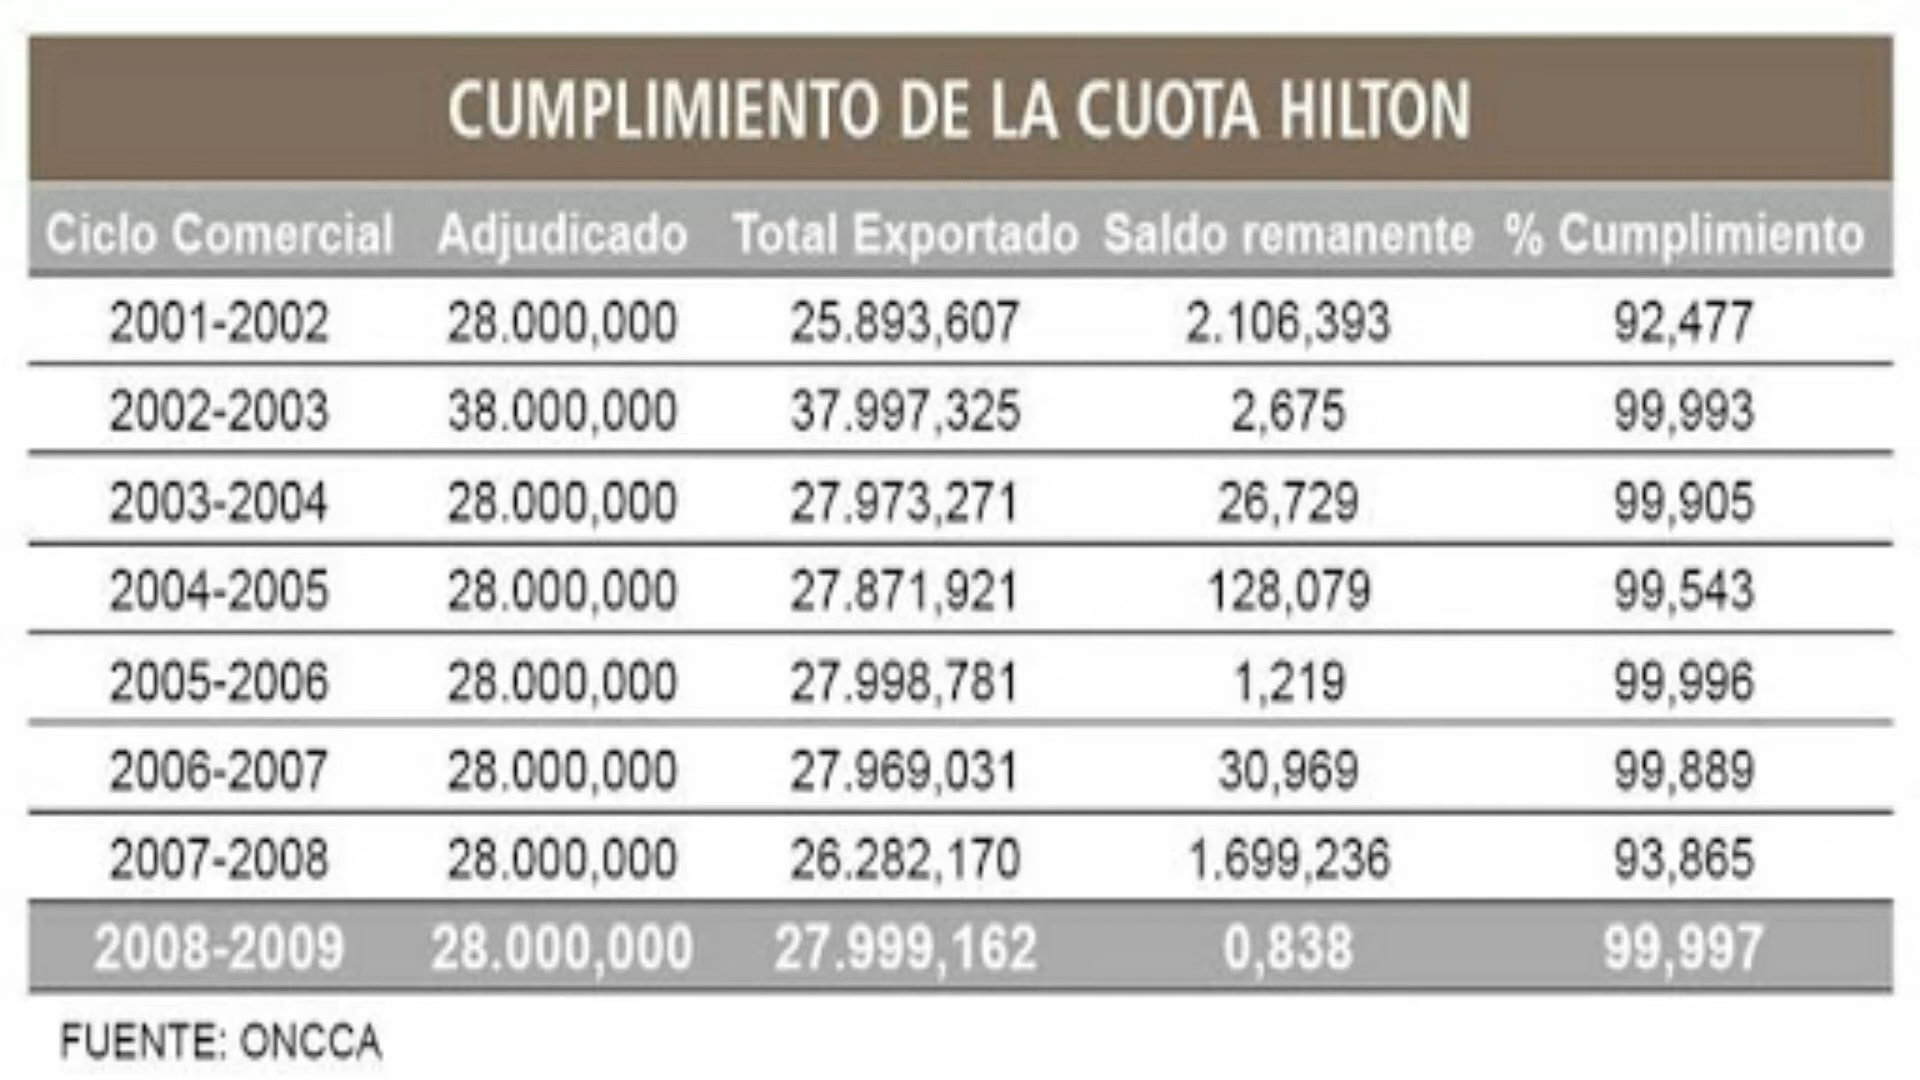 CUMPLIMIENTO DE LA CUOTA HILTON
Ciclo Comercial Adjudicado Total Exportado Saldo remanente % Cumplimiento
2001-2002 28.000,000 25.893,607 2.106,393 92,477
2002-2003 38.000,000 37.997,325 2,675 99,993
2003-2004 28.000,000 27.973,271 26,729 99,905
2004-2005 28.000,000 27.871,921 128,079 99,543
2005-2006 28.000,000 27.998,781 1,219 99,996
2006-2007 28.000,000 27.969,031 30,969 99,889
2007-2008 28.000,000 26.282,170 1.699,236 93,865
2008-2009 28.000,000 27.999,162 0,838 99,997
FUENTE: ONCCA